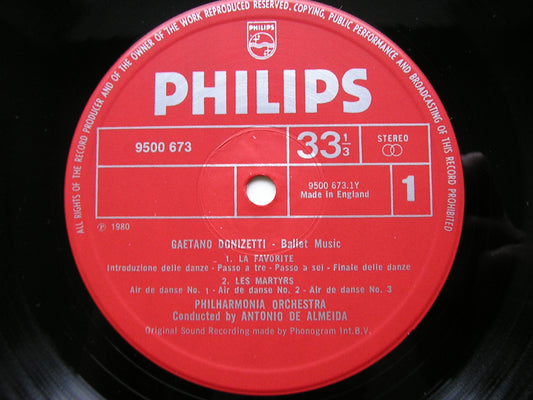 ALL RIGHTS OF THE RECORD PRODUCER AND OF THE OWNER OF THE WORK REPRODUCED RESERVED. COPYING, PUBLIC PERFORMANCE AND BROADCASTING OF THIS RECORD PROHIBITED
PHILIPS
PHILIPS
9500 673
33 1/3
STEREO
9500 673.1Y
Made in England
1
℗ 1980
GAETANO DONIZETTI - Ballet Music
1. LA FAVORITE
Introduzione delle danze - Passo a tre - Passo a sei - Finale delle danze
2. LES MARTYRS
Air de danse No. 1 - Air de danse No. 2 - Air de danse No. 3
PHILHARMONIA ORCHESTRA
Conducted by ANTONIO DE ALMEIDA
Original Sound Recording made by Phonogram Int.B.V.